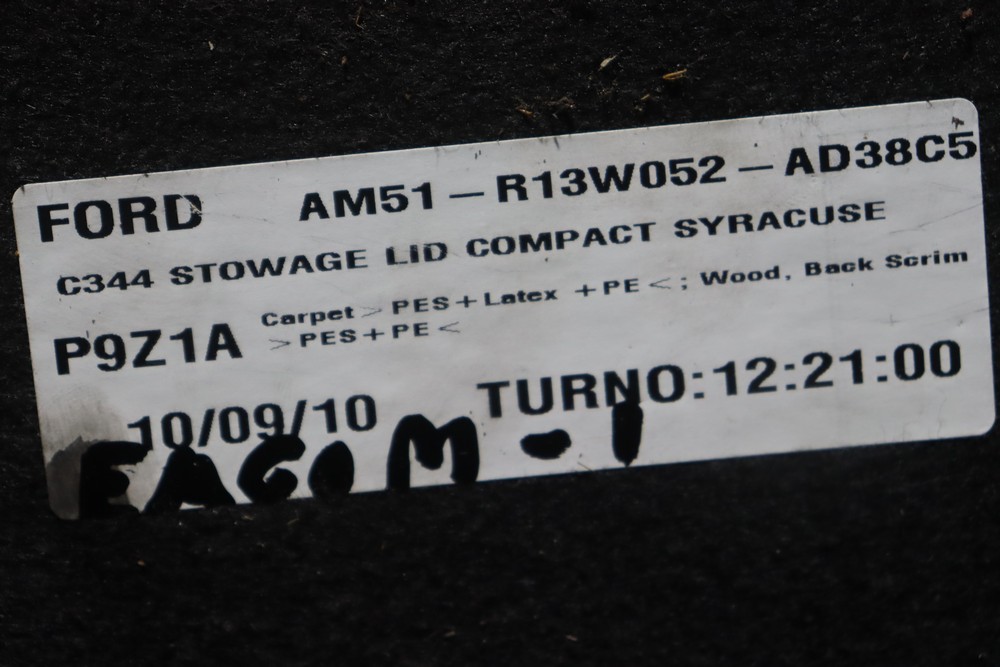 FORD AM51-R13W052-AD38C5
C344 STOWAGE LID COMPACT SYRACUSE
P9Z1A Carpet > PES+Latex +PE < ; Wood, Back Scrim
> PES+PE <
10/09/10 TURNO:12:21:00
FAGOM-1